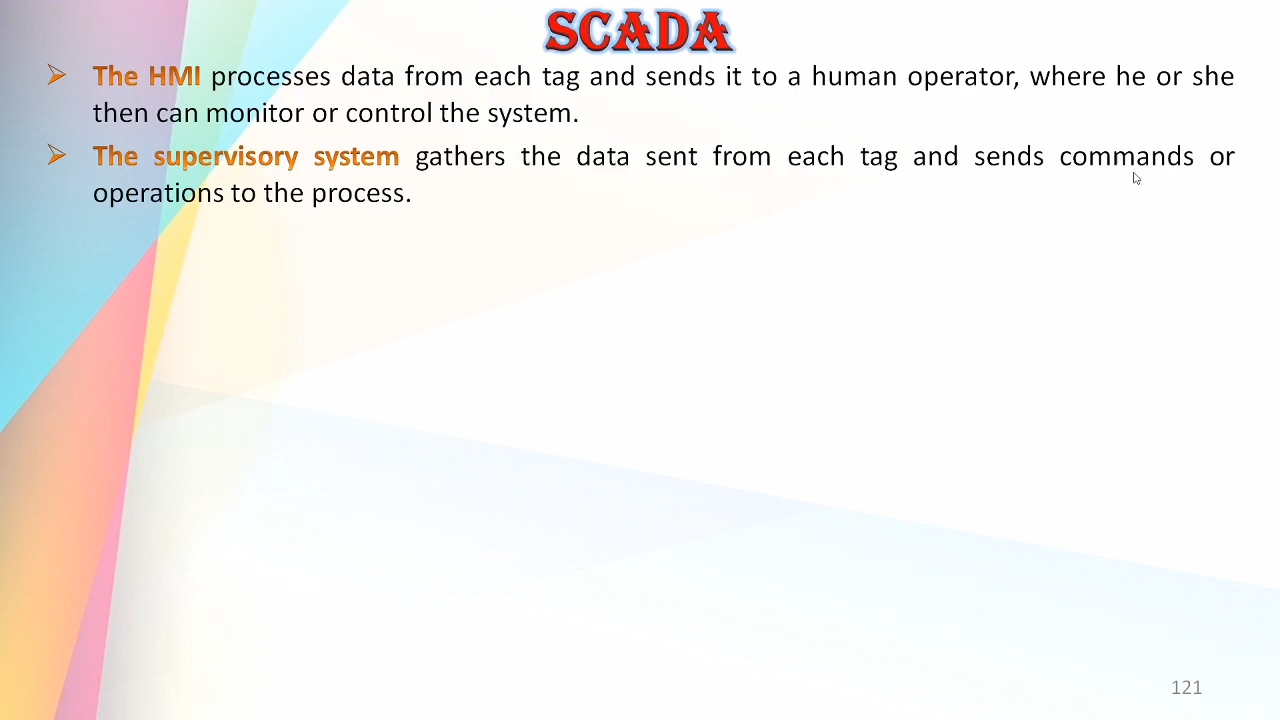 SCADA
➢ The HMI processes data from each tag and sends it to a human operator, where he or she
then can monitor or control the system.
➢ The supervisory system gathers the data sent from each tag and sends commands or
operations to the process.
121